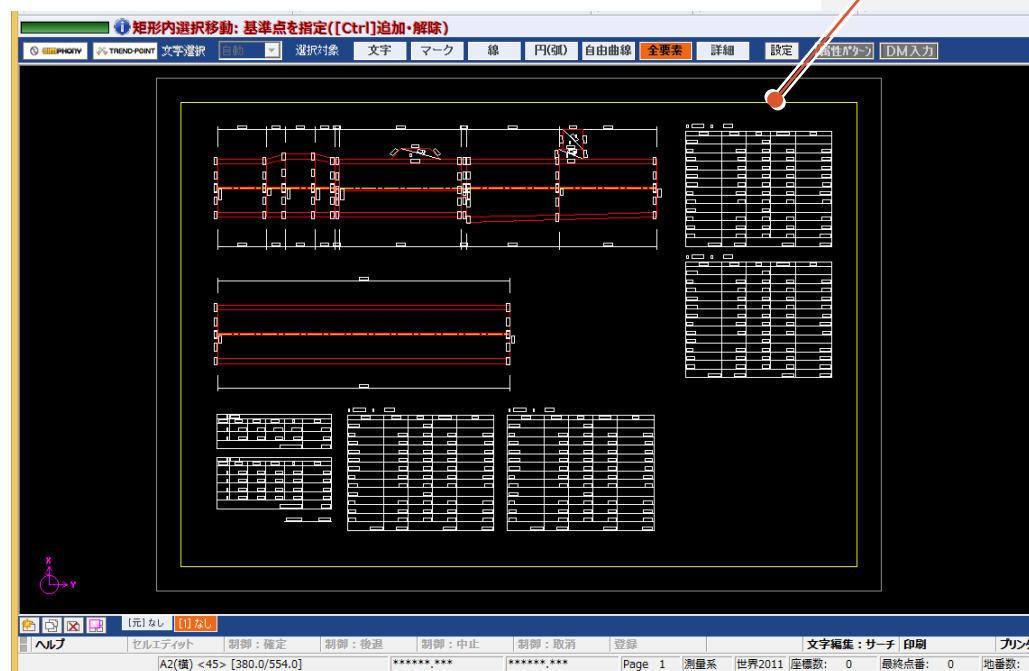 矩形内選択移動: 基準点を指定([Ctrl]追加・解除)
SiMPHONY TREND-POINT 文字選択 自動 選択対象 文字 マーク 線 円(弧) 自由曲線 全要素 詳細 設定 DM入力
X
Y
[元] なし [1] なし
ヘルプ セルエディット 制御：確定 制御：後退 制御：中止 制御：取消 登録 文字編集：サーチ 印刷
A2(横) <45> [380.0/554.0] ******.*** ******.*** Page 1 測量系 世界2011 座標数: 0 最終点番: 0 地番数: